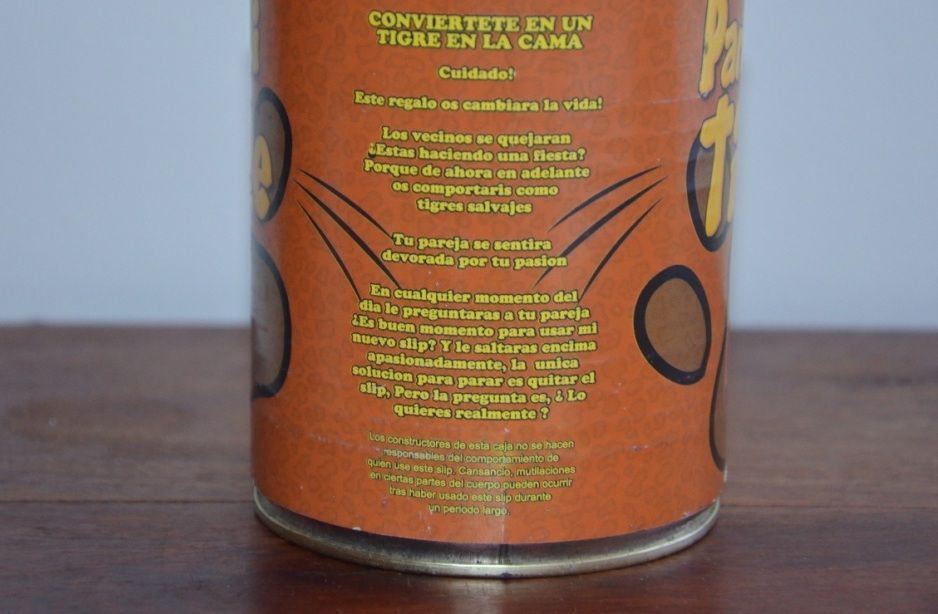 CONVIERTETE EN UN
TIGRE EN LA CAMA
Cuidado!
Este regalo os cambiara la vida!
Los vecinos se quejaran
¿Estas haciendo una fiesta?
Porque de ahora en adelante
os comportaris como
tigres salvajes
Tu pareja se sentira
devorada por tu pasion
En cualquier momento del
dia le preguntaras a tu pareja
¿Es buen momento para usar mi
nuevo slip? Y le saltaras encima
apasionadamente, la unica
solucion para parar es quitar el
slip, Pero la pregunta es, ¿ Lo
quieres realmente ?
Los constructores de esta caja no se hacen
responsables del comportamiento de
quien use este slip. Cansancio, mutilaciones
en ciertas partes del cuerpo pueden ocurrir
tras haber usado este slip durante
un periodo largo.